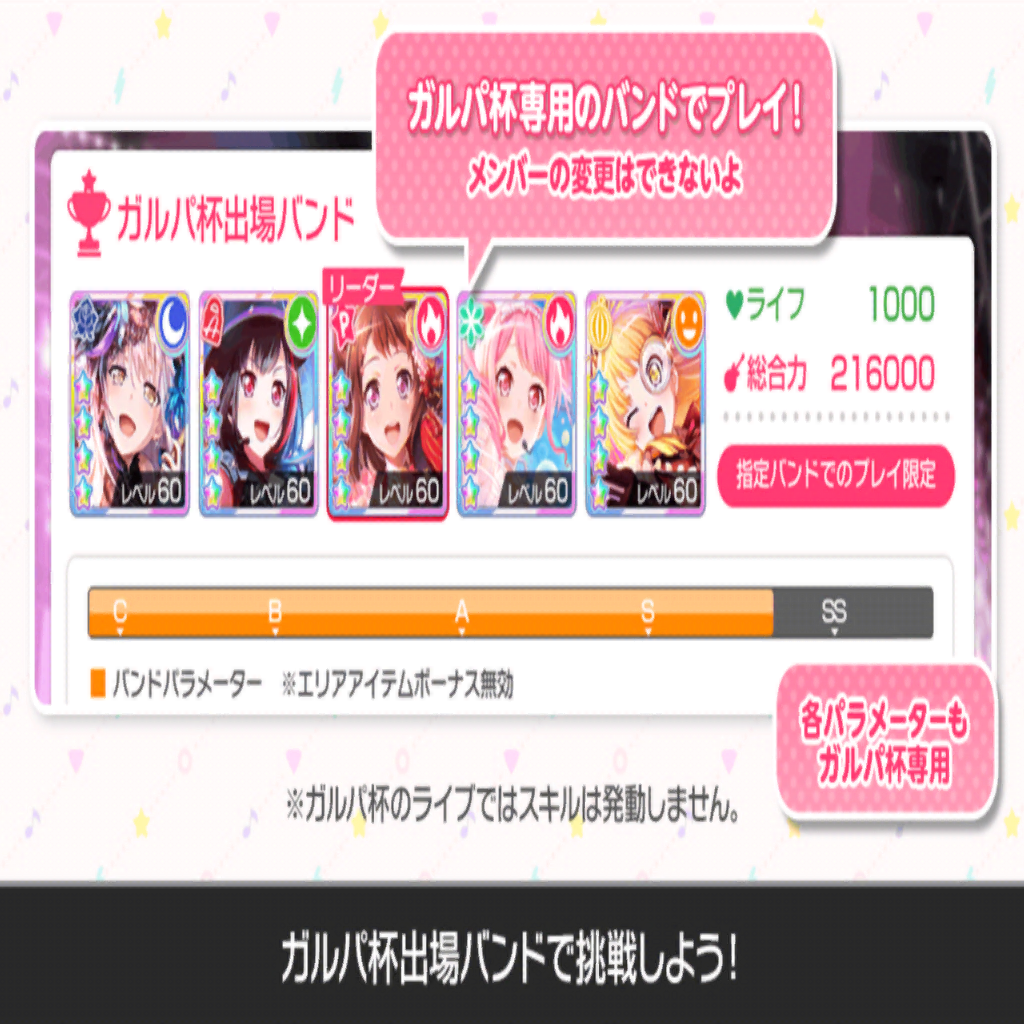 ガルパ杯専用のバンドでプレイ!
メンバーの変更はできないよ
ガルパ杯出場バンド
リーダー
P
レベル60
レベル60
レベル60
レベル60
レベル60
ライフ 1000
総合力 216000
指定バンドでのプレイ限定
C B A S SS
バンドパラメーター ※エリアアイテムボーナス無効
各パラメーターも
ガルパ杯専用
※ガルパ杯のライブではスキルは発動しません。
ガルパ杯出場バンドで挑戦しよう!